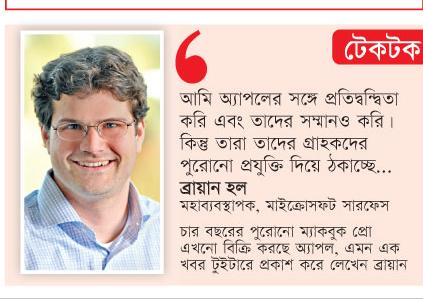 টেকটক
আমি অ্যাপলের সঙ্গে প্রতিদ্বন্দ্বিতা
করি এবং তাদের সম্মানও করি।
কিন্তু তারা তাদের গ্রাহকদের
পুরোনো প্রযুক্তি দিয়ে ঠকাচ্ছে...
ব্রায়ান হল
মহাব্যবস্থাপক, মাইক্রোসফট সারফেস
চার বছরের পুরোনো ম্যাকবুক প্রো
এখনো বিক্রি করছে অ্যাপল, এমন এক
খবর টুইটারে প্রকাশ করে লেখেন ব্রায়ান